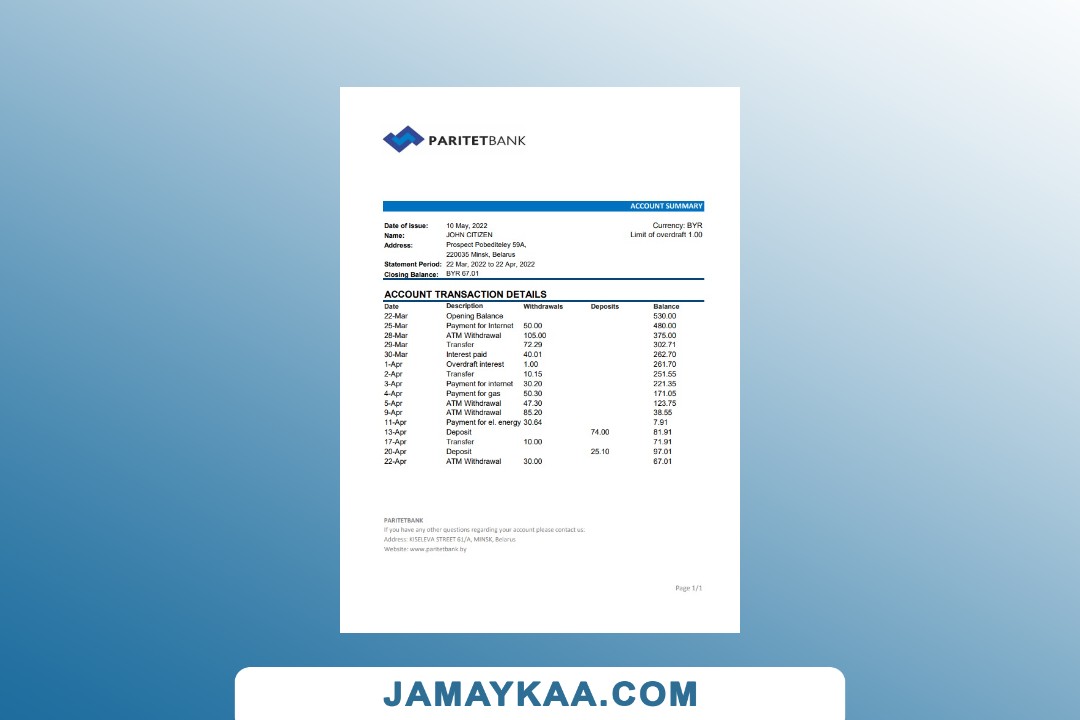 PARITETBANK
ACCOUNT SUMMARY
Date of issue: 10 May, 2022 Currency: BYR
Name: JOHN CITIZEN Limit of overdraft 1.00
Address: Prospect Pobediteley 59A,
220035 Minsk, Belarus
Statement Period: 22 Mar, 2022 to 22 Apr, 2022
Closing Balance: BYR 67.01
ACCOUNT TRANSACTION DETAILS
Date Description Withdrawals Deposits Balance
22-Mar Opening Balance 530.00
25-Mar Payment for Internet 50.00 480.00
28-Mar ATM Withdrawal 105.00 375.00
29-Mar Transfer 72.29 302.71
30-Mar Interest paid 40.01 262.70
1-Apr Overdraft interest 1.00 261.70
2-Apr Transfer 10.15 251.55
3-Apr Payment for internet 30.20 221.35
4-Apr Payment for gas 50.30 171.05
5-Apr ATM Withdrawal 47.30 123.75
9-Apr ATM Withdrawal 85.20 38.55
11-Apr Payment for el. energy 30.64 7.91
13-Apr Deposit 74.00 81.91
17-Apr Transfer 10.00 71.91
20-Apr Deposit 25.10 97.01
22-Apr ATM Withdrawal 30.00 67.01
PARITETBANK
If you have any other questions regarding your account please contact us:
Address: KISELEVA STREET 61/A, MINSK, Belarus
Website: www.paritetbank.by
Page 1/1
JAMAYKAA.COM